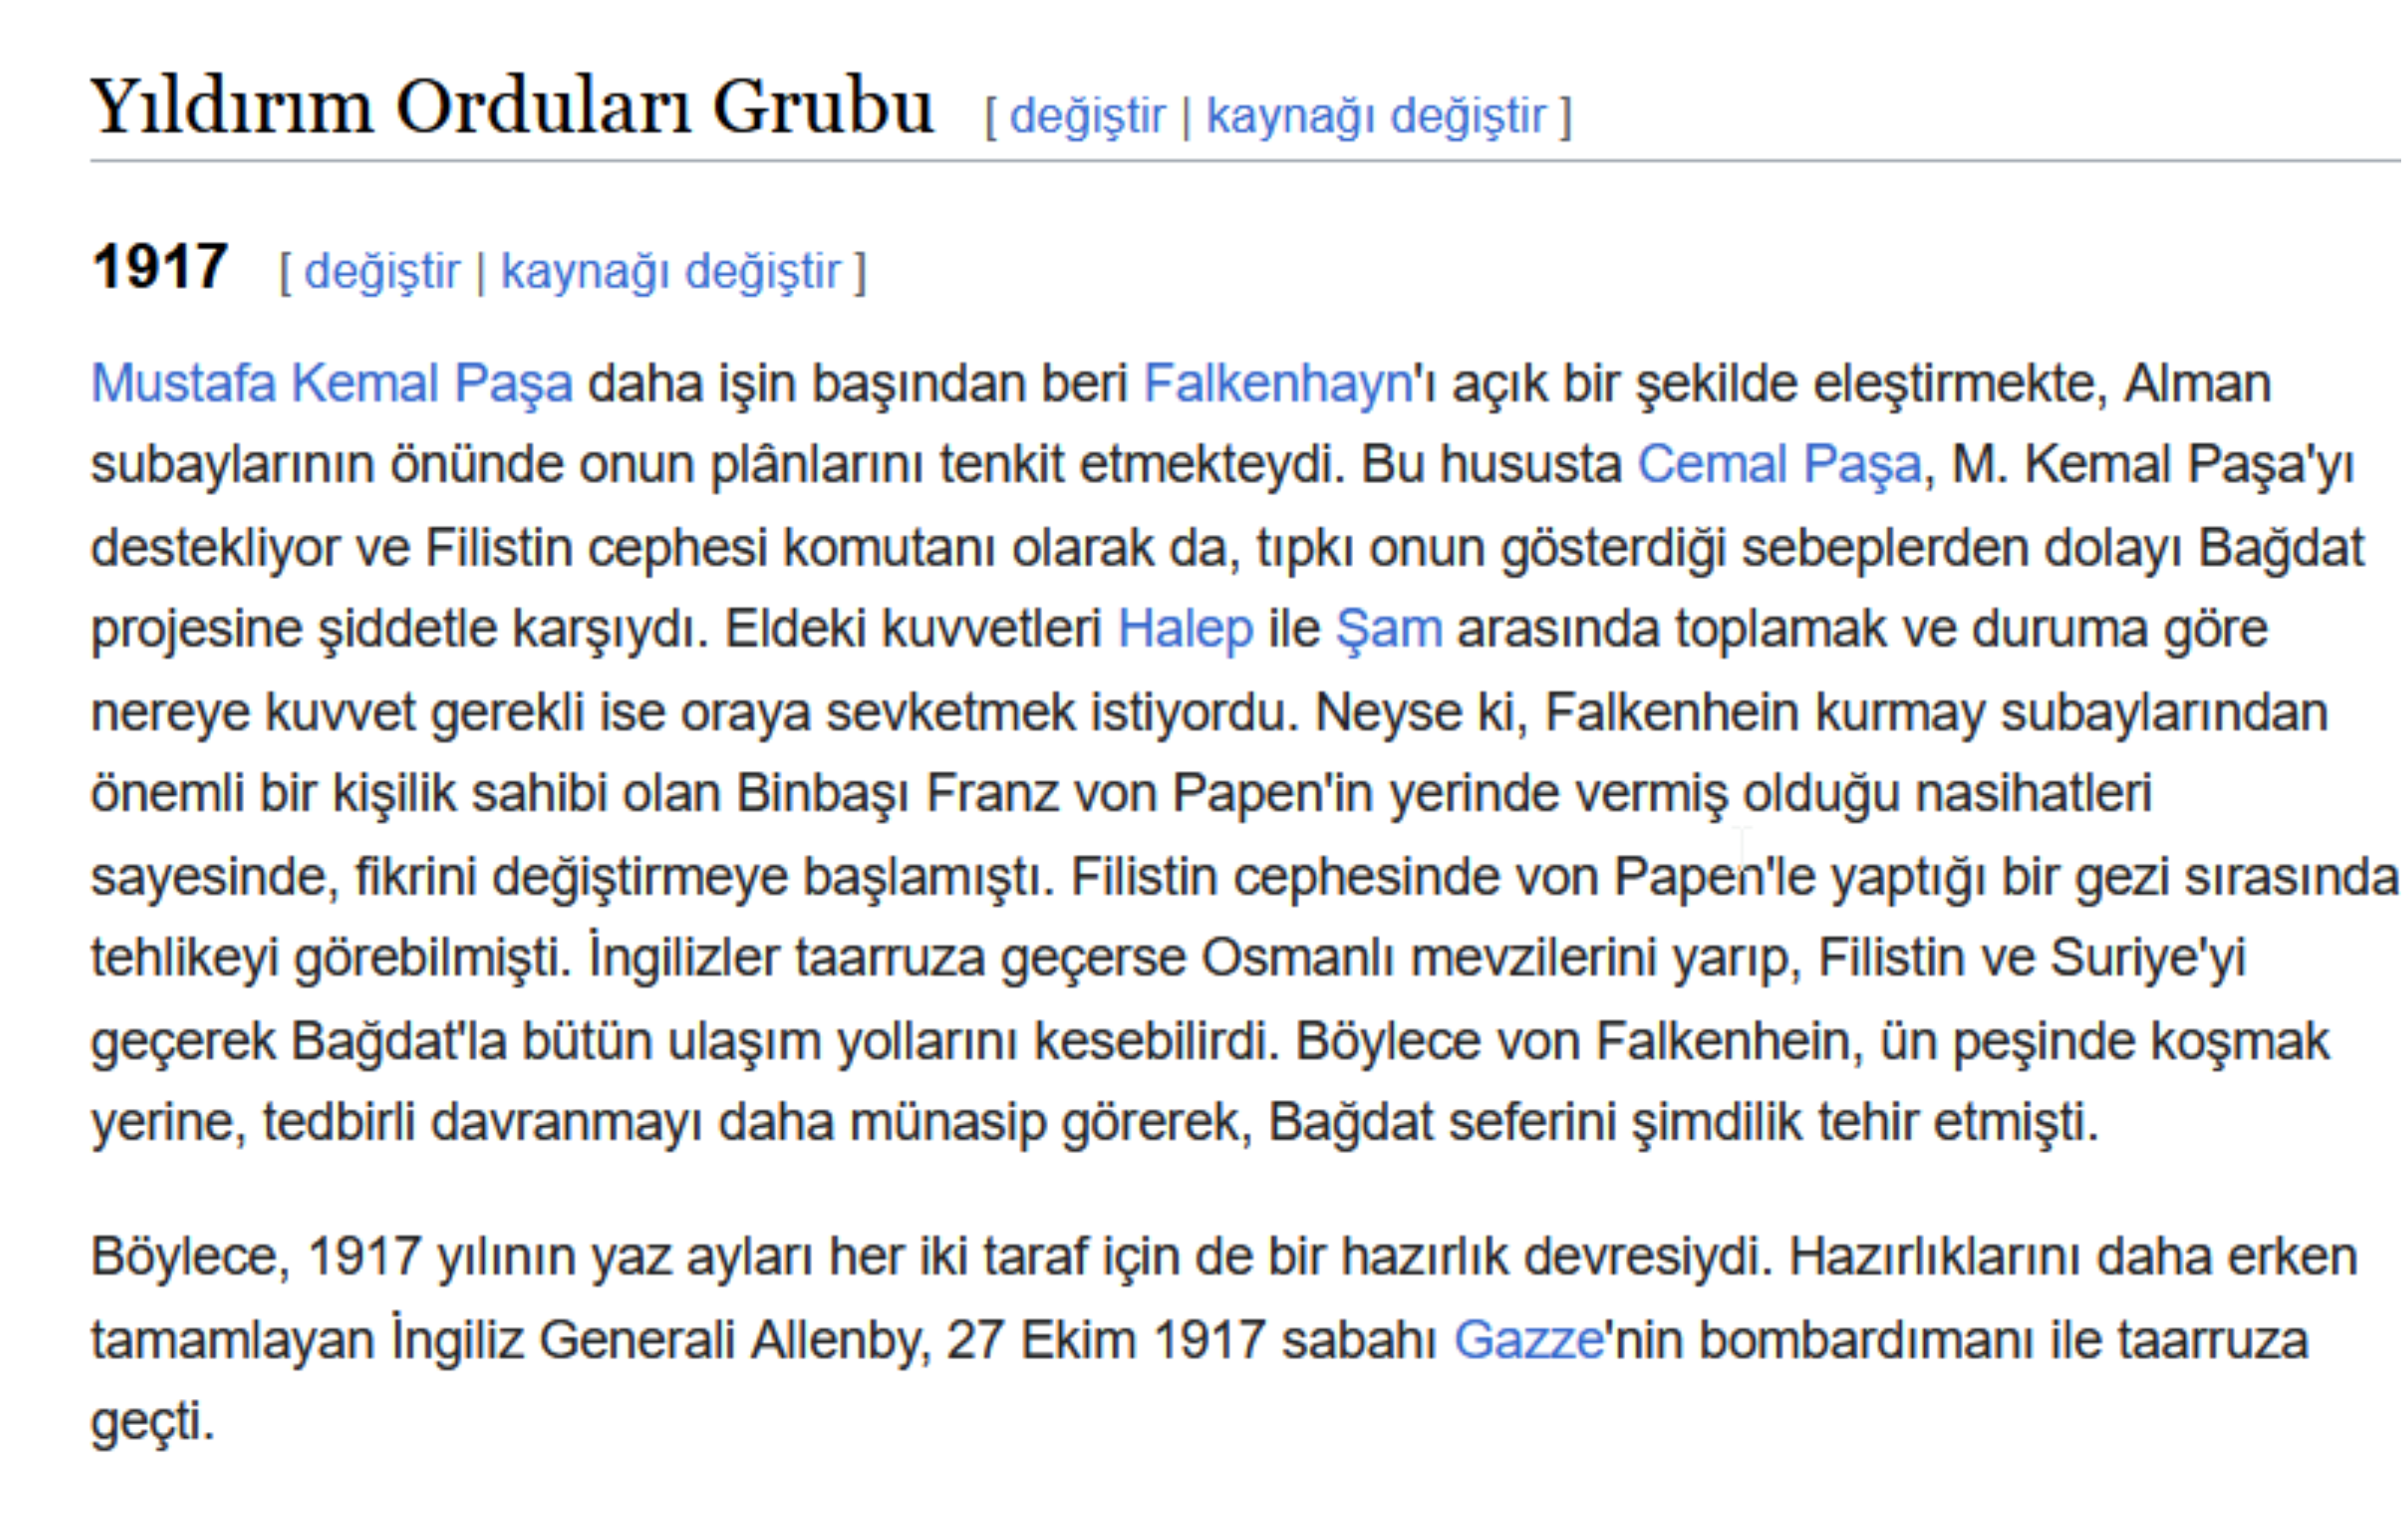 Yıldırım Orduları Grubu [ değiştir | kaynağı değiştir ]
1917 [ değiştir | kaynağı değiştir ]
Mustafa Kemal Paşa daha işin başından beri Falkenhayn'ı açık bir şekilde eleştirmekte, Alman
subaylarının önünde onun plânlarını tenkit etmekteydi. Bu hususta Cemal Paşa, M. Kemal Paşa'yı
destekliyor ve Filistin cephesi komutanı olarak da, tıpkı onun gösterdiği sebeplerden dolayı Bağdat
projesine şiddetle karşıydı. Eldeki kuvvetleri Halep ile Şam arasında toplamak ve duruma göre
nereye kuvvet gerekli ise oraya sevketmek istiyordu. Neyse ki, Falkenhein kurmay subaylarından
önemli bir kişilik sahibi olan Binbaşı Franz von Papen'in yerinde vermiş olduğu nasihatleri
sayesinde, fikrini değiştirmeye başlamıştı. Filistin cephesinde von Papen'le yaptığı bir gezi sırasında
tehlikeyi görebilmişti. İngilizler taarruza geçerse Osmanlı mevzilerini yarıp, Filistin ve Suriye'yi
geçerek Bağdat'la bütün ulaşım yollarını kesebilirdi. Böylece von Falkenhein, ün peşinde koşmak
yerine, tedbirli davranmayı daha münasip görerek, Bağdat seferini şimdilik tehir etmişti.
Böylece, 1917 yılının yaz ayları her iki taraf için de bir hazırlık devresiydi. Hazırlıklarını daha erken
tamamlayan İngiliz Generali Allenby, 27 Ekim 1917 sabahı Gazze'nin bombardımanı ile taarruza
geçti.